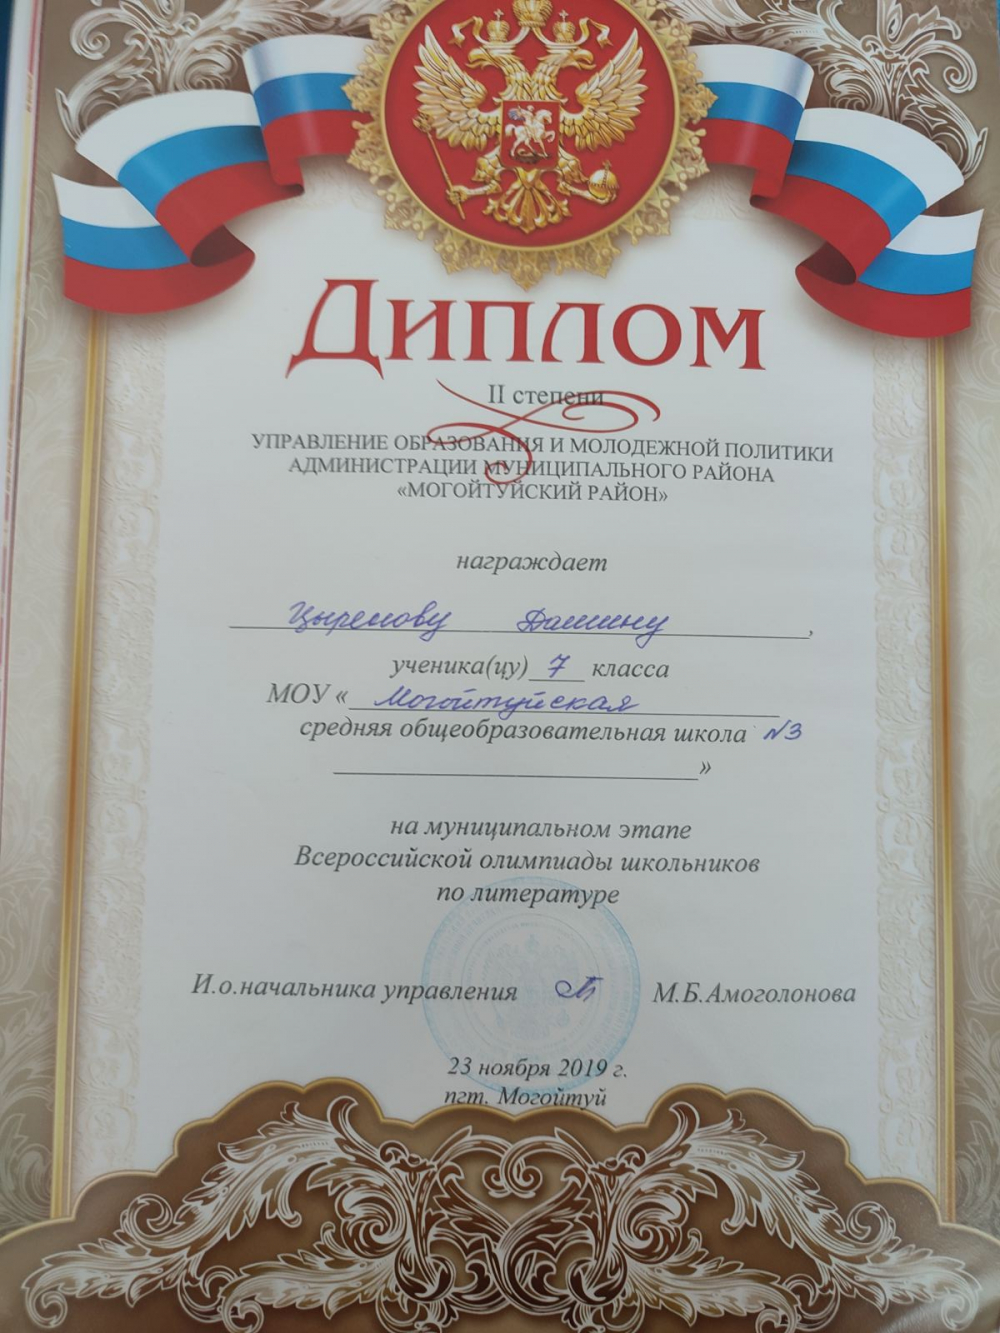 Диплом
II степени
УПРАВЛЕНИЕ ОБРАЗОВАНИЯ И МОЛОДЕЖНОЙ ПОЛИТИКИ
АДМИНИСТРАЦИИ МУНИЦИПАЛЬНОГО РАЙОНА
«МОГОЙТУЙСКИЙ РАЙОН»
награждает
Цыренову Дашину,
ученика(цу) 7 класса
МОУ « Могойтуйская
средняя общеобразовательная школа №3
»
на муниципальном этапе
Всероссийской олимпиады школьников
по литературе
И.о.начальника управления М.Б.Амоголонова
23 ноября 2019 г.
пгт. Могойтуй